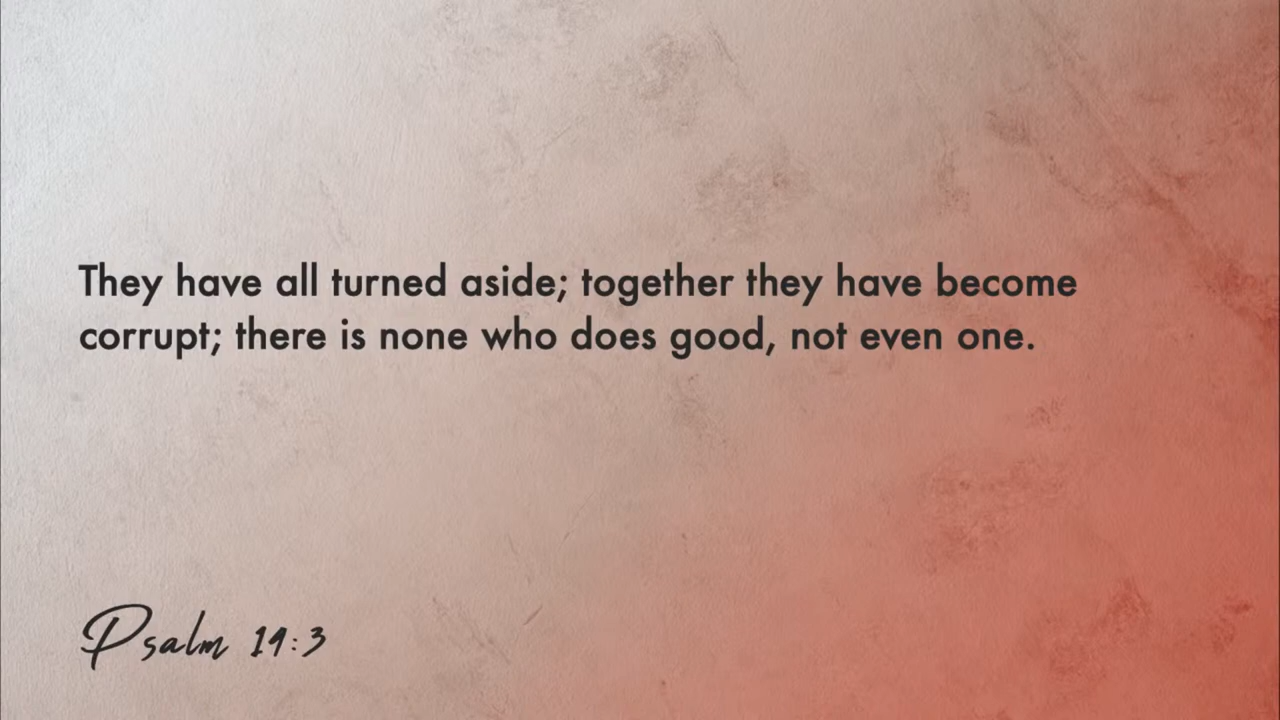 They have all turned aside; together they have become
corrupt; there is none who does good, not even one.
Psalm 14:3